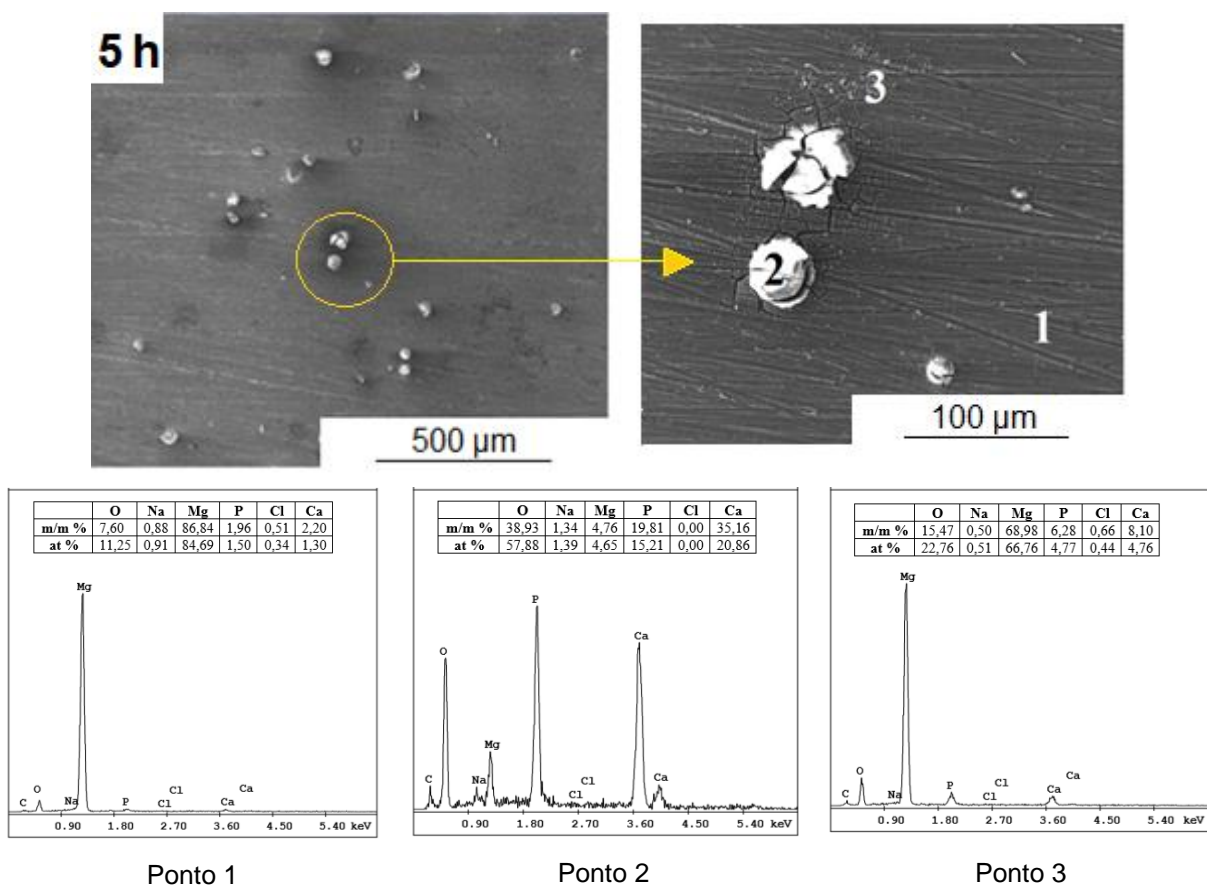 5 h
3
2
1
500 µm
100 µm
O Na Mg P Cl Ca
m/m % 7,60 0,88 86,84 1,96 0,51 2,20
at % 11,25 0,91 84,69 1,50 0,34 1,30
Mg
O
C
Na
P
Cl
Cl
Ca
Ca
0.90 1.80 2.70 3.60 4.50 5.40 keV
Ponto 1
O Na Mg P Cl Ca
m/m % 38,93 1,34 4,76 19,81 0,00 35,16
at % 57,88 1,39 4,65 15,21 0,00 20,86
P
Ca
O
Mg
C
Na
Cl
Cl
Ca
0.90 1.80 2.70 3.60 4.50 5.40 keV
Ponto 2
O Na Mg P Cl Ca
m/m % 15,47 0,50 68,98 6,28 0,66 8,10
at % 22,76 0,51 66,76 4,77 0,44 4,76
Mg
O
C
Na
P
Cl
Cl
Ca
Ca
0.90 1.80 2.70 3.60 4.50 5.40 keV
Ponto 3